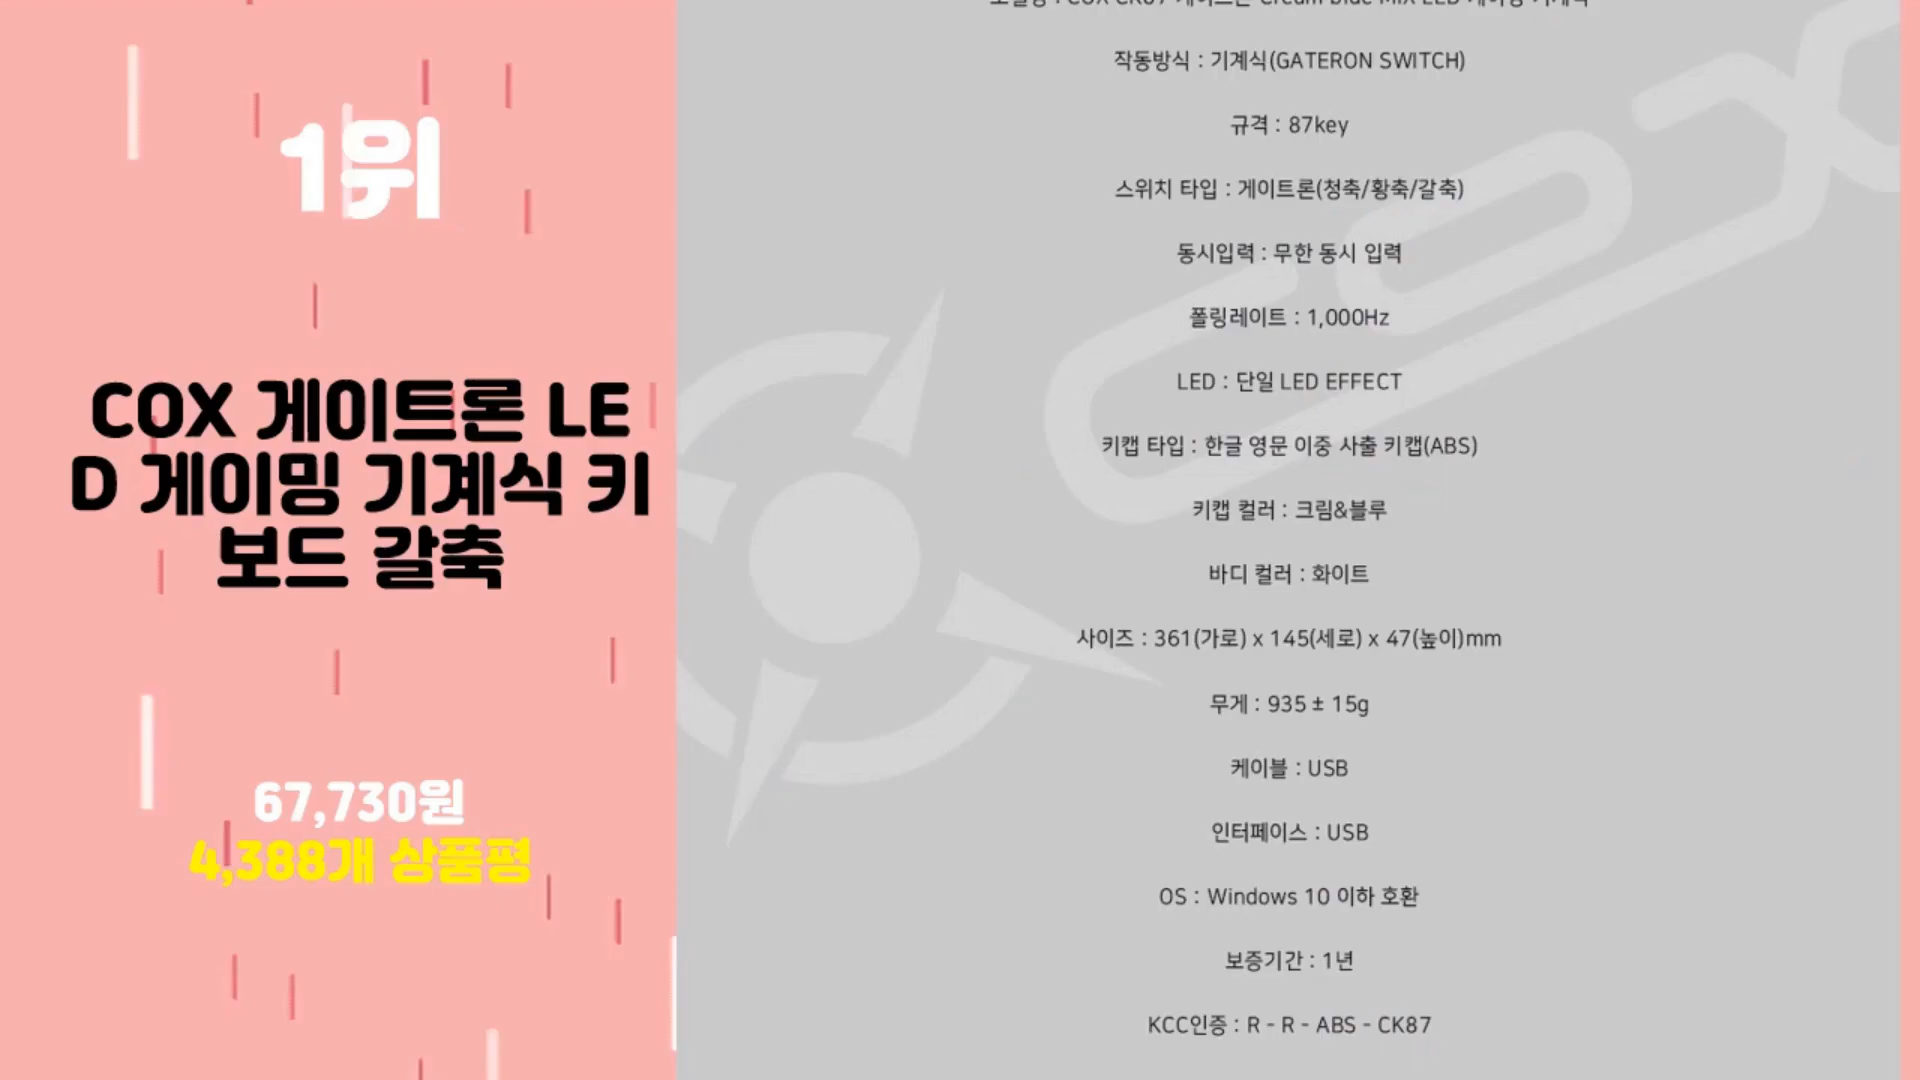 1위
COX 게이트론 LE
D 게이밍 기계식 키
보드 갈축
67,730원
4,388개 상품평
작동방식 : 기계식(GATERON SWITCH)
규격 : 87key
스위치 타입 : 게이트론(청축/황축/갈축)
동시입력 : 무한 동시 입력
폴링레이트 : 1,000Hz
LED : 단일 LED EFFECT
키캡 타입 : 한글 영문 이중 사출 키캡(ABS)
키캡 컬러 : 크림&블루
바디 컬러 : 화이트
사이즈 : 361(가로) x 145(세로) x 47(높이)mm
무게 : 935 ± 15g
케이블 : USB
인터페이스 : USB
OS : Windows 10 이하 호환
보증기간 : 1년
KCC인증 : R - R - ABS - CK87
cox